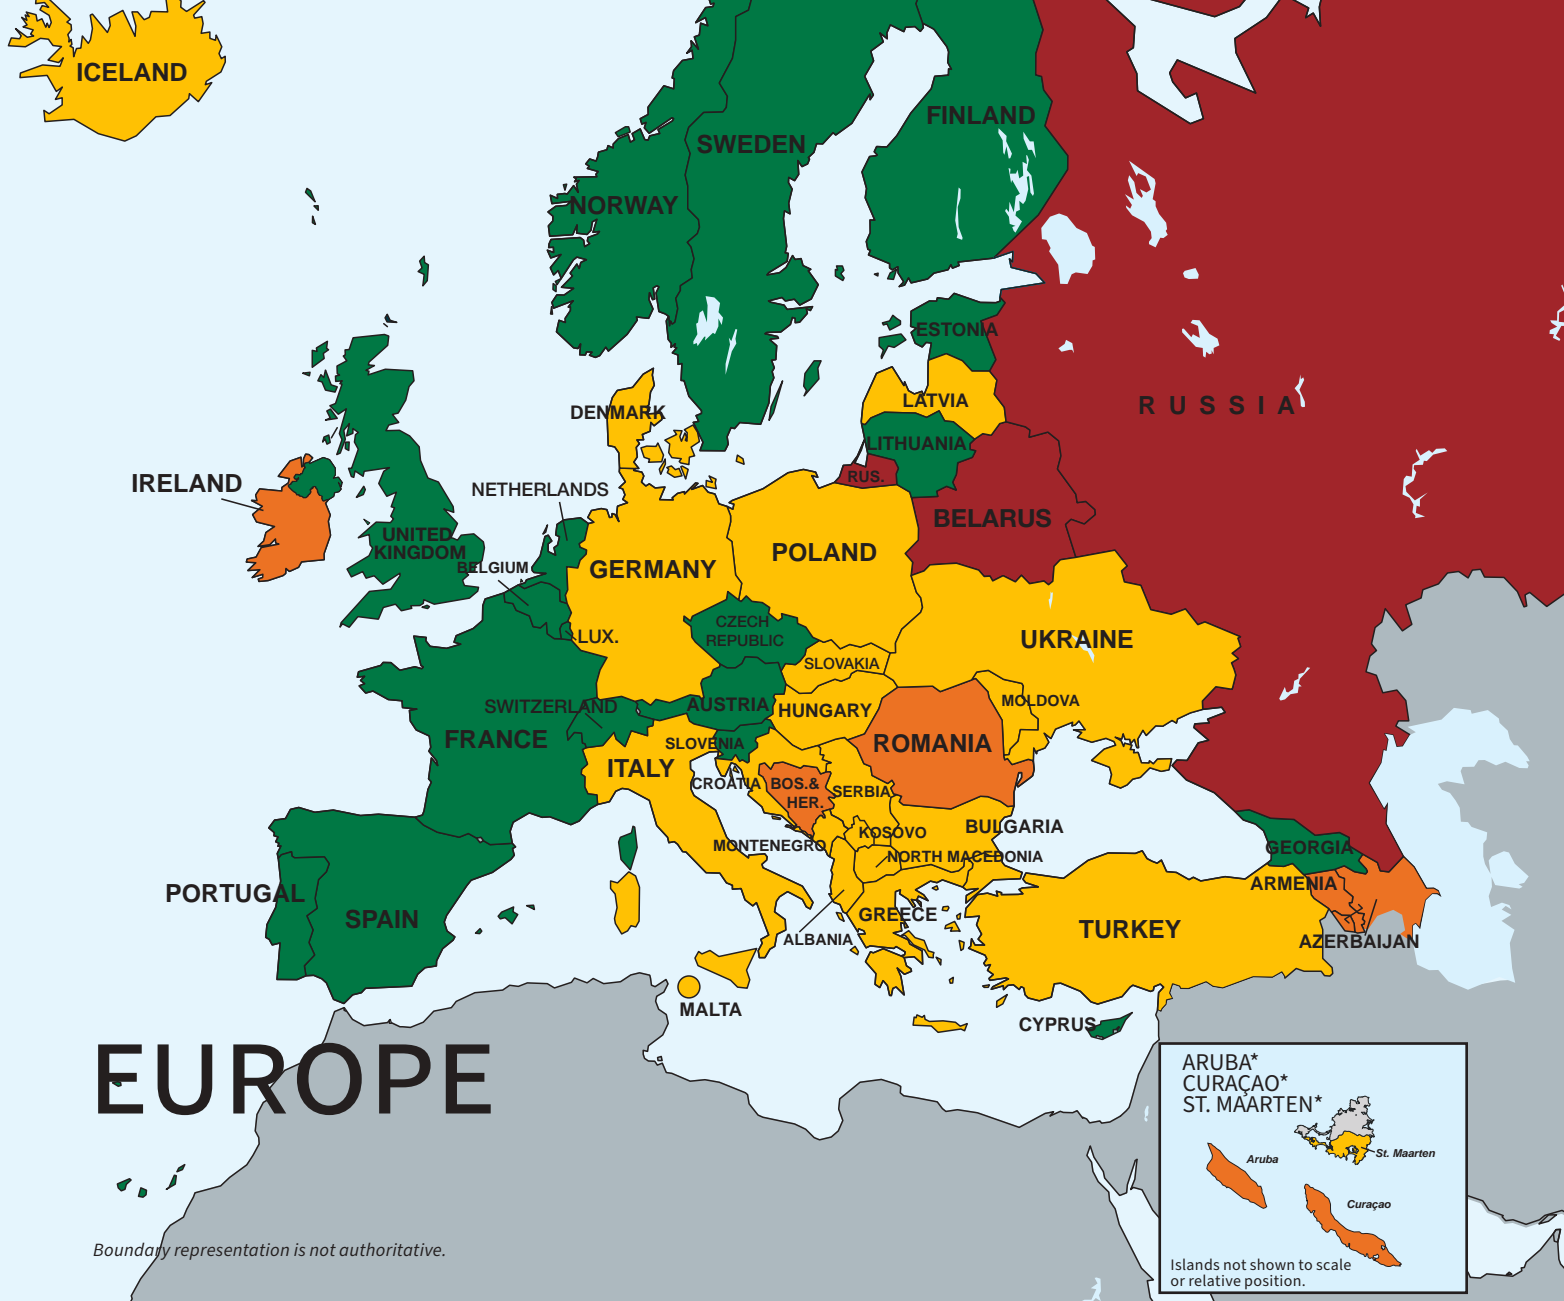 ICELAND
FINLAND
SWEDEN
NORWAY
ESTONIA
RUSSIA
LATVIA
DENMARK
LITHUANIA
RUS.
IRELAND
NETHERLANDS
BELARUS
UNITED
KINGDOM
POLAND
BELGIUM
GERMANY
CZECH
REPUBLIC
LUX.
UKRAINE
SLOVAKIA
MOLDOVA
SWITZERLAND
AUSTRIA
HUNGARY
FRANCE
SLOVENIA
ROMANIA
ITALY
CROATIA
BOS.&
HER.
SERBIA
BULGARIA
KOSOVO
MONTENEGRO
GEORGIA
NORTH MACEDONIA
ARMENIA
PORTUGAL
SPAIN
GREECE
TURKEY
ALBANIA
AZERBAIJAN
MALTA
CYPRUS
EUROPE
ARUBA*
CURAÇAO*
ST. MAARTEN*
St. Maarten
Aruba
Curaçao
Islands not shown to scale
or relative position.
Boundary representation is not authoritative.